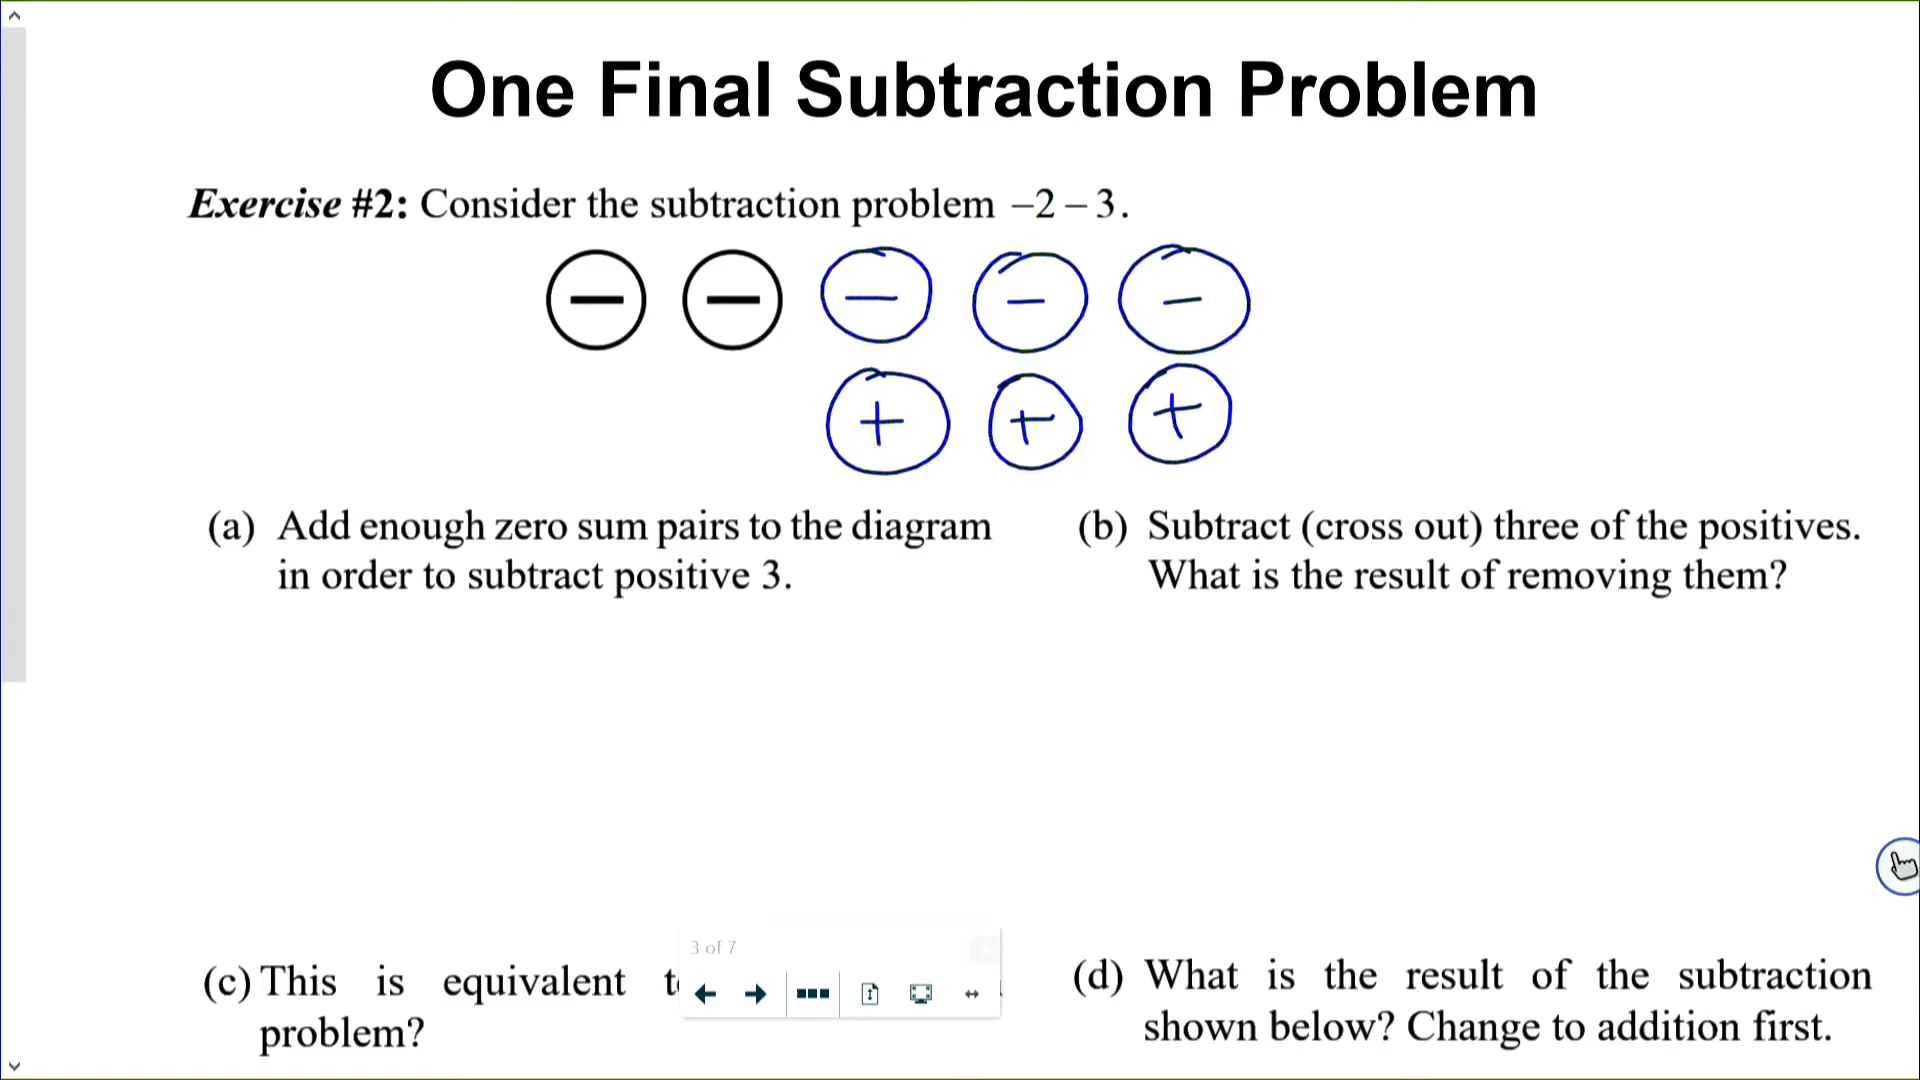 One Final Subtraction Problem
Exercise #2: Consider the subtraction problem −2 − 3.
− − − − −
+ + +
(a) Add enough zero sum pairs to the diagram
in order to subtract positive 3.
(b) Subtract (cross out) three of the positives.
What is the result of removing them?
3 of 7
(c) This is equivalent
problem?
(d) What is the result of the subtraction
shown below? Change to addition first.